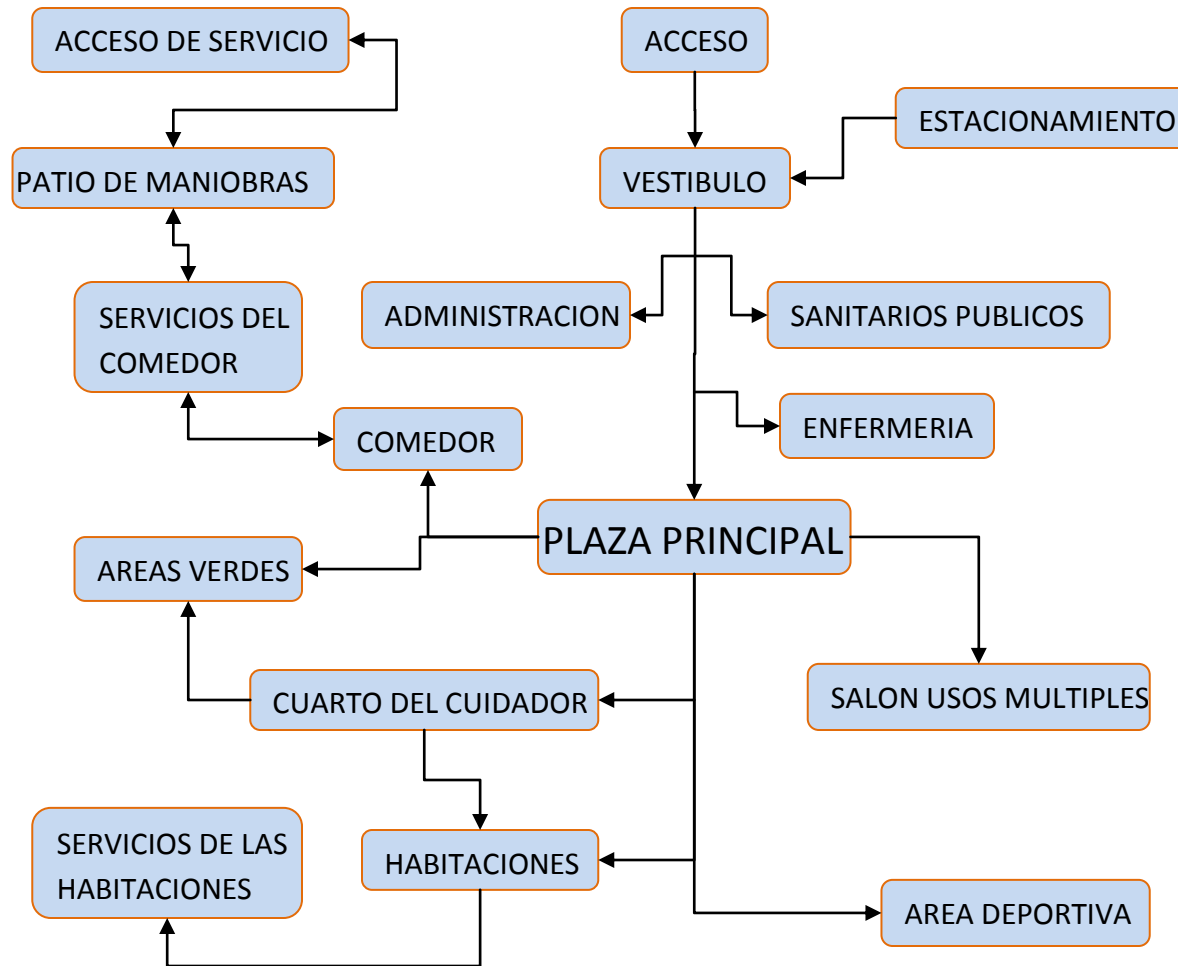 ACCESO DE SERVICIO
ACCESO
ESTACIONAMIENTO
PATIO DE MANIOBRAS
VESTIBULO
SERVICIOS DEL
COMEDOR
ADMINISTRACION
SANITARIOS PUBLICOS
COMEDOR
ENFERMERIA
PLAZA PRINCIPAL
AREAS VERDES
CUARTO DEL CUIDADOR
SALON USOS MULTIPLES
SERVICIOS DE LAS
HABITACIONES
HABITACIONES
AREA DEPORTIVA